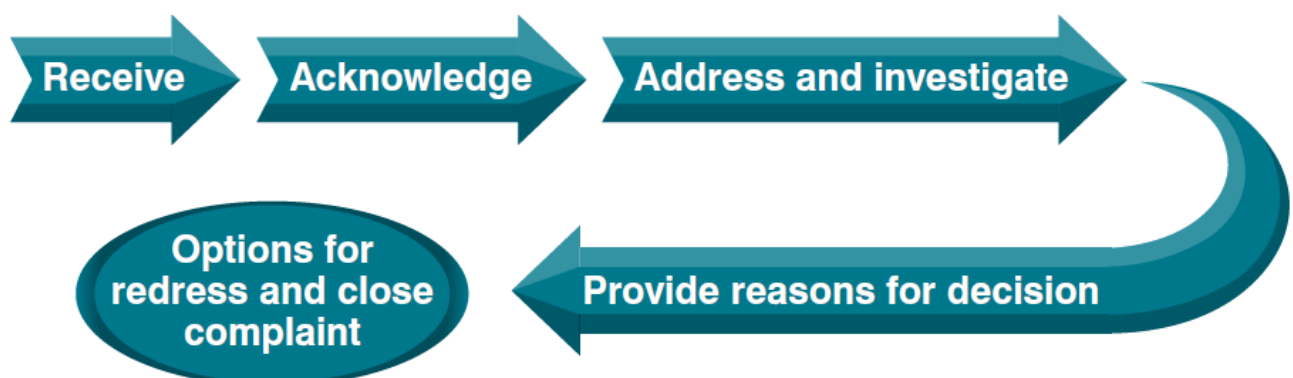 Receive
Acknowledge
Address and investigate
Provide reasons for decision
Options for
redress and close
complaint